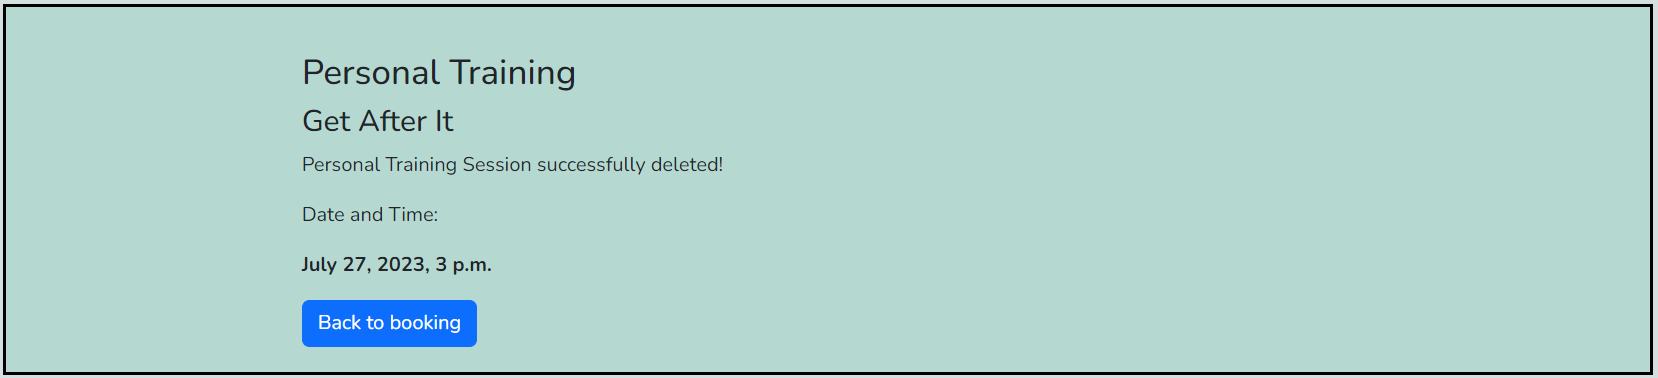 Personal Training
Get After It
Personal Training Session successfully deleted!
Date and Time:
July 27, 2023, 3 p.m.
Back to booking